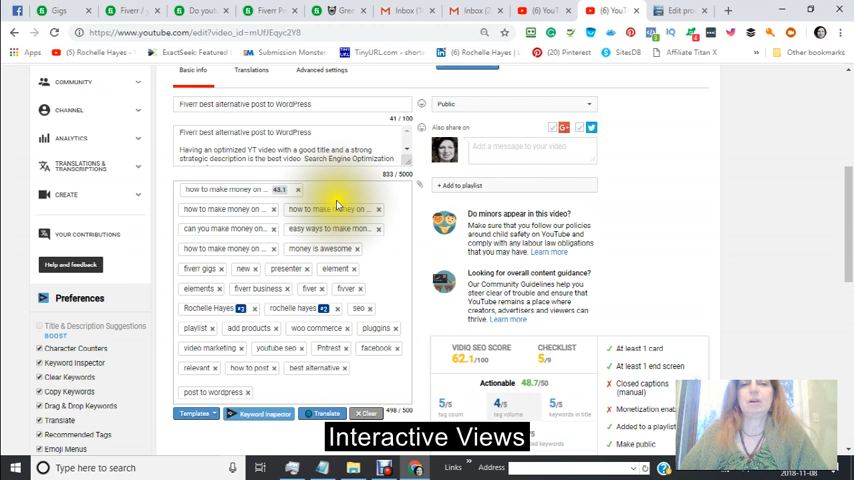 Gigs
Fiverr / g
Do yout
Fiverr Po
Gree
Inbox (1
Inbox (2
(6) YouT
(6) YouT
Edit pro
https://www.youtube.com/edit?video_id=mUfJEqyc2Y8
Apps
(5) Rochelle Hayes -
ExactSeek: Featured L
Submission Monster
TinyURL.com - shorte
(6) LinkedIn | Rochell
(20) Pinterest
SitesDB
Affiliate Titan X
Other bookmarks
Basic info
Translations
Advanced settings
COMMUNITY
CHANNEL
ANALYTICS
TRANSLATIONS &
TRANSCRIPTIONS
CREATE
YOUR CONTRIBUTIONS
Help and feedback
Preferences
Title & Description Suggestions
BOOST
Character Counters
Keyword Inspector
Clear Keywords
Copy Keywords
Drag & Drop Keywords
Translate
Recommended Tags
Emoji Menus
Fiverr best alternative post to WordPress
41 / 100
Fiverr best alternative post to WordPress
Having an optimized YT video with a good title and a strong
strategic description is the best video Search Engine Optimization
833 / 5000
how to make money on ... 43.1
how to make money on ... how to make money on ...
can you make money on... easy ways to make mon...
how to make money on ... money is awesome
fiverr gigs new presenter element
elements fiverr business fiver fivver
Rochelle Hayes #3 rochelle hayes #2 seo
playlist add products woo commerce pluggins
video marketing youtube seo Pntrest facebook
relevant how to post best alternative
post to wordpress
Templates Keyword Inspector Translate Clear 498 / 500
Public
Also share on
Add a message to your video
+ Add to playlist
Do minors appear in this video?
Make sure that you follow our policies
around child safety on YouTube and
comply with any labour law obligations
that you may have. Learn more
Looking for overall content guidance?
Our Community Guidelines help you
steer clear of trouble and ensure that
YouTube remains a place where
creators, advertisers and viewers can
thrive. Learn more
VIDIQ SEO SCORE
62.1/100
CHECKLIST
5/9
Actionable 48.7/50
5/5
tag count
4/5
tag volume
5/5
keywords in title
At least 1 card
At least 1 end screen
Closed captions
(manual)
Monetization enab
Added to a playlist
Make public
Interactive Views
Type here to search
Links
Address
2018-11-08